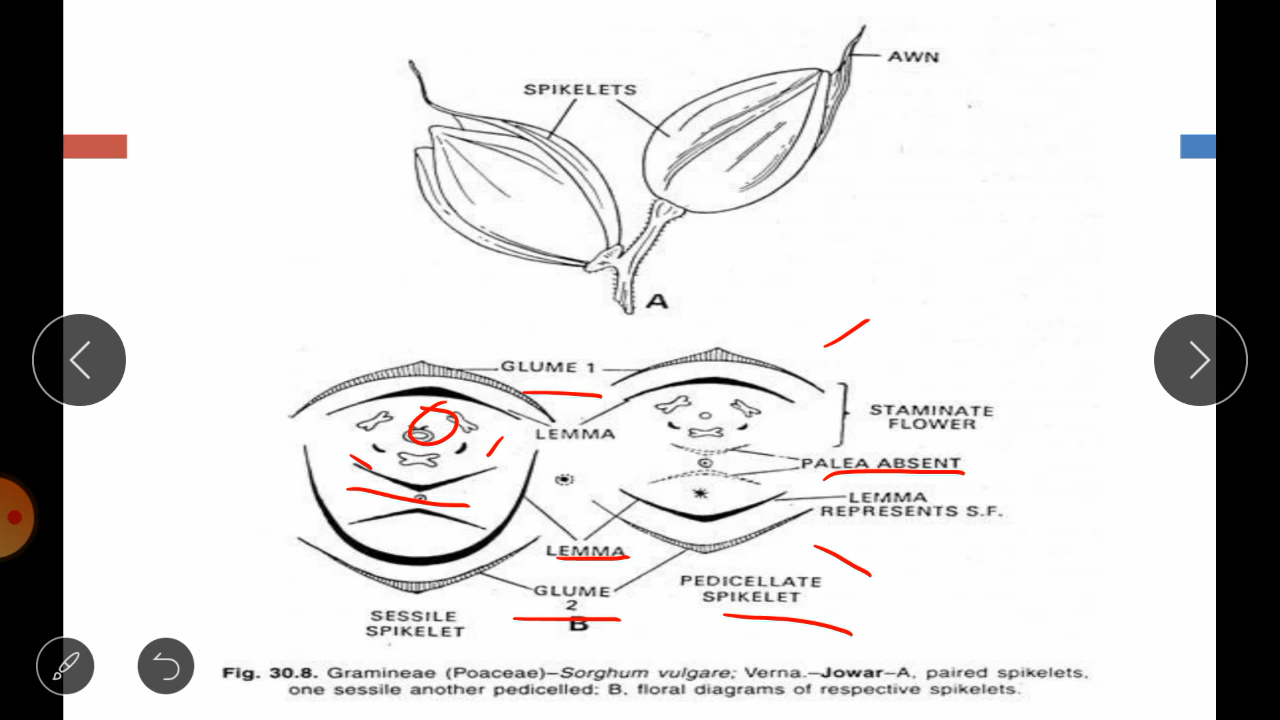 AWN
SPIKELETS
A
GLUME 1
LEMMA
STAMINATE
FLOWER
PALEA ABSENT
LEMMA
REPRESENTS S.F.
LEMMA
GLUME
2
PEDICELLATE
SPIKELET
SESSILE
SPIKELET
B
Fig. 30.8. Gramineae (Poaceae)–Sorghum vulgare; Verna.–Jowar–A, paired spikelets,
one sessile another pedicelled; B, floral diagrams of respective spikelets.